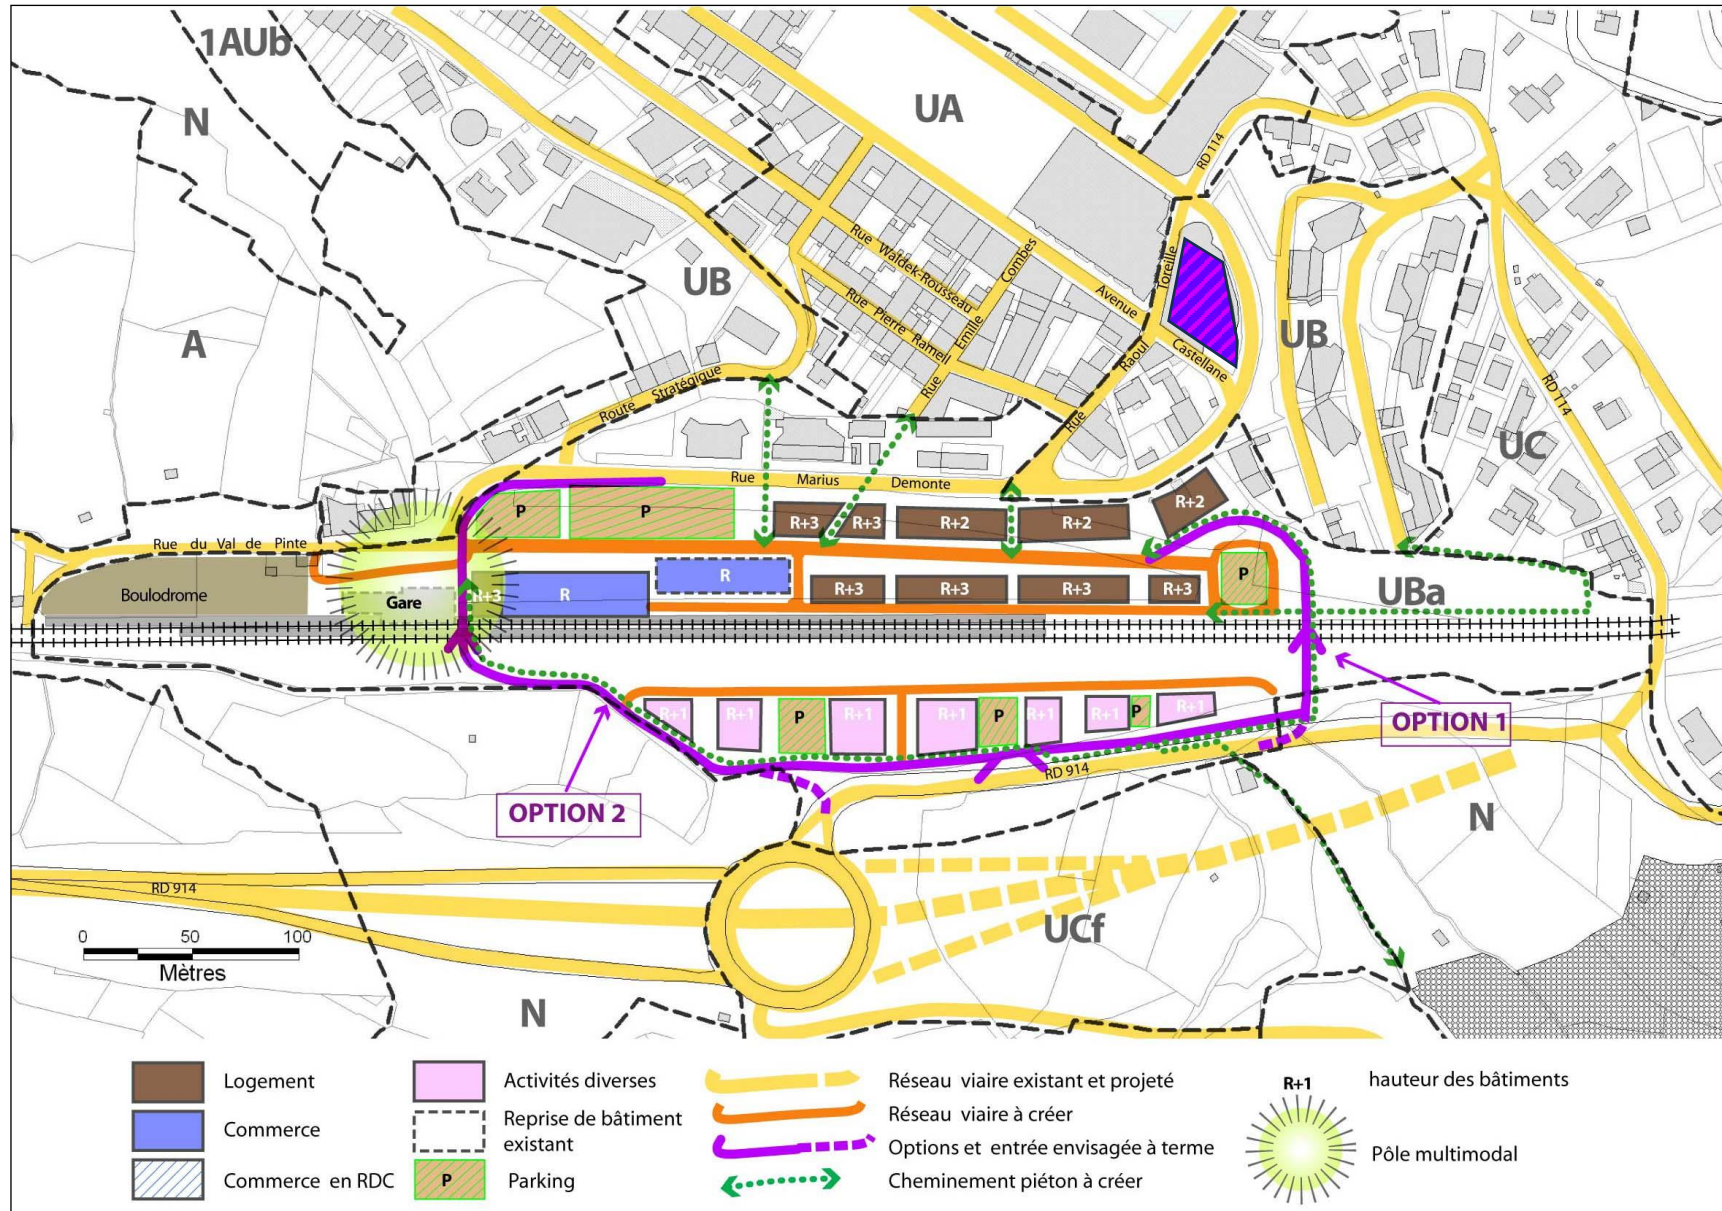 1AUb
N
UA
RD 114
A
UB
Rue Waldek-Rousseau
Rue Pierre Rameil
Rue Emille Combes
Avenue Castellane
Rue Raoul Toreille
UB
RD 114
UC
Route Stratégique
Rue Marius Demonte
P
P
R+3
R+3
R+2
R+2
R+2
Rue du Val de Pinte
Boulodrome
Gare
R+3
R
R
R+3
R+3
R+3
R+3
P
UBa
R+1
R+1
P
R+1
R+1
P
R+1
R+1
P
R+1
OPTION 1
OPTION 2
RD 914
N
RD 914
UCf
0 50 100
Mètres
N
Logement
Commerce
Commerce en RDC
Activités diverses
Reprise de bâtiment
existant
P Parking
Réseau viaire existant et projeté
Réseau viaire à créer
Options et entrée envisagée à terme
Cheminement piéton à créer
R+1 hauteur des bâtiments
Pôle multimodal